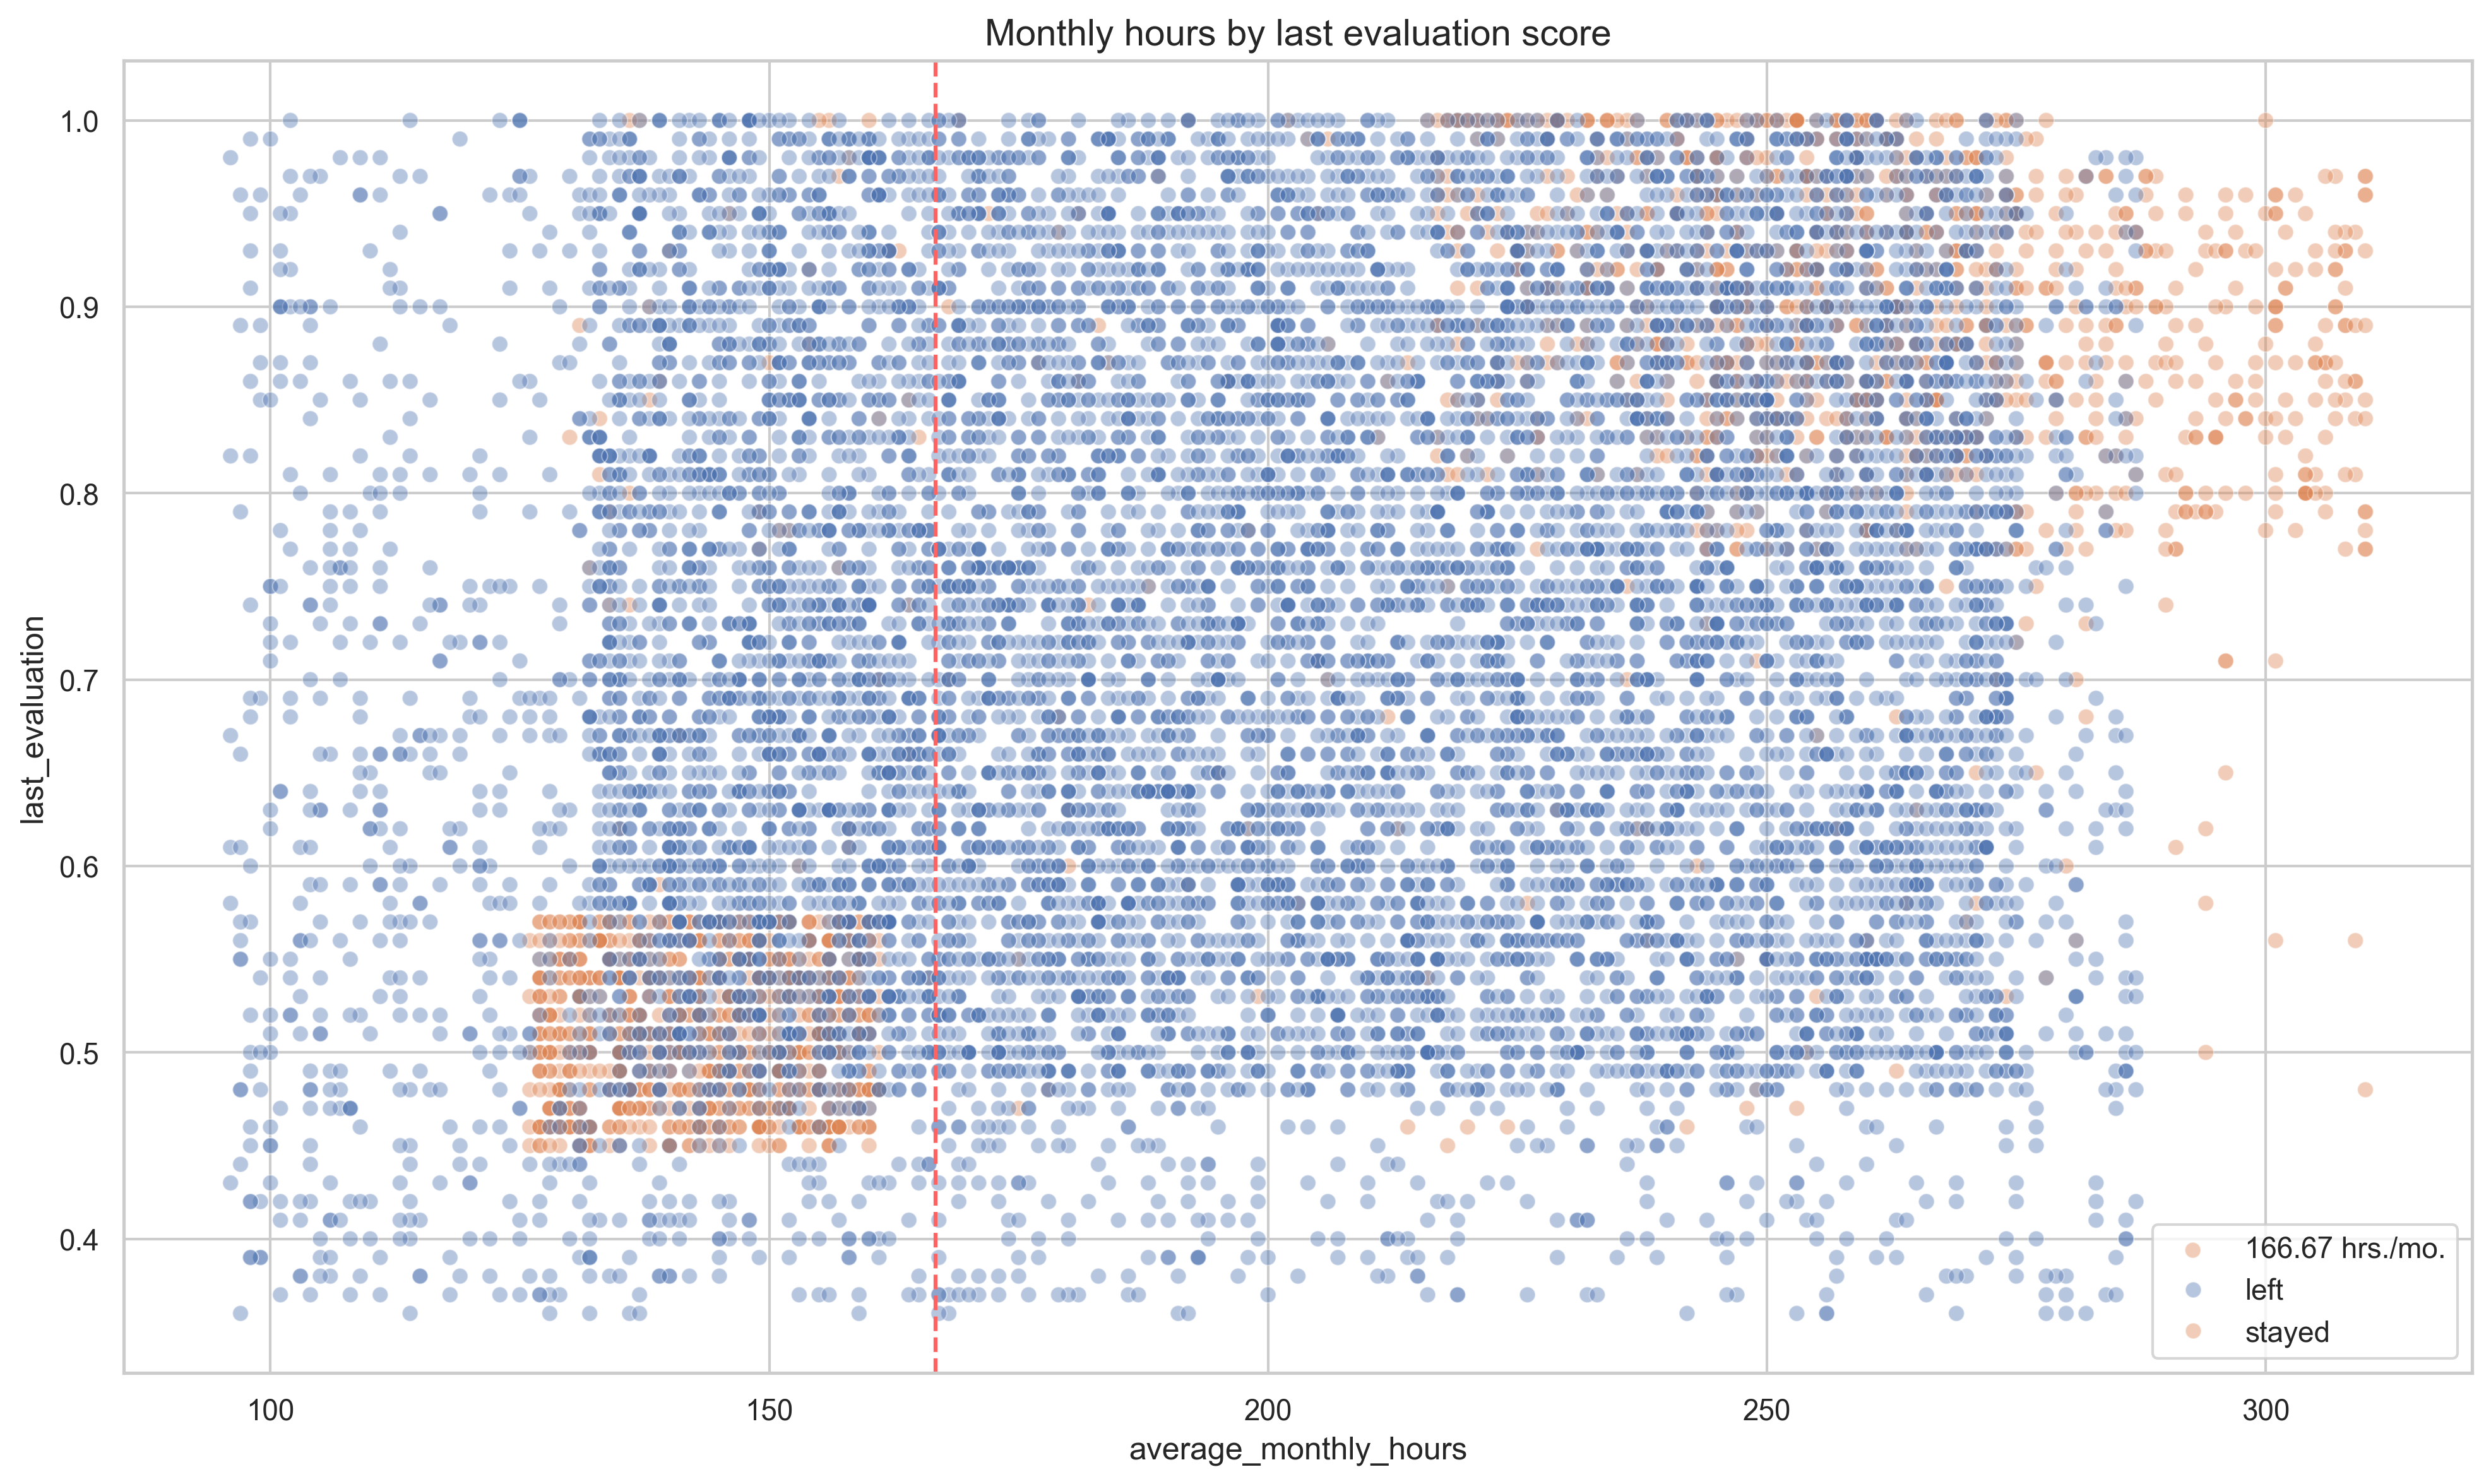 Monthly hours by last evaluation score
1.0
0.9
0.8
0.7
0.6
0.5
0.4
last_evaluation
166.67 hrs./mo.
left
stayed
100
150
200
250
300
average_monthly_hours